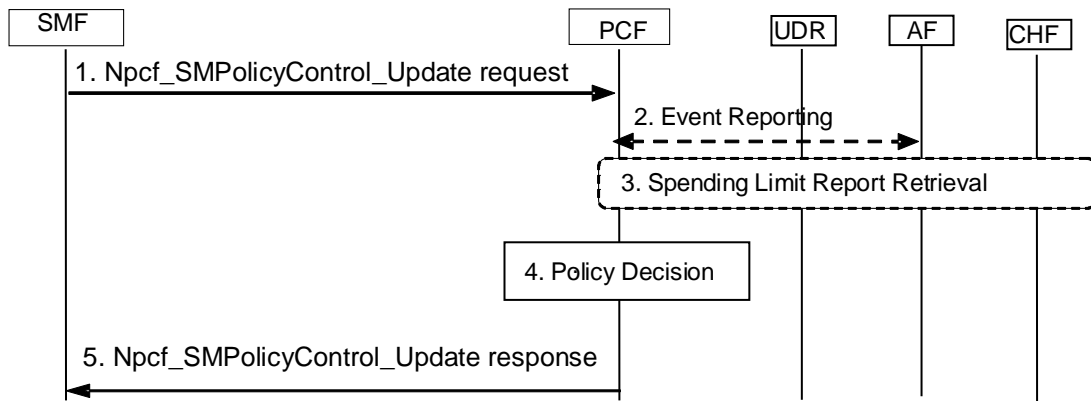 SMF
PCF
UDR
AF
CHF
1. Npcf_SMPolicyControl_Update request
2. Event Reporting
3. Spending Limit Report Retrieval
4. Policy Decision
5. Npcf_SMPolicyControl_Update response